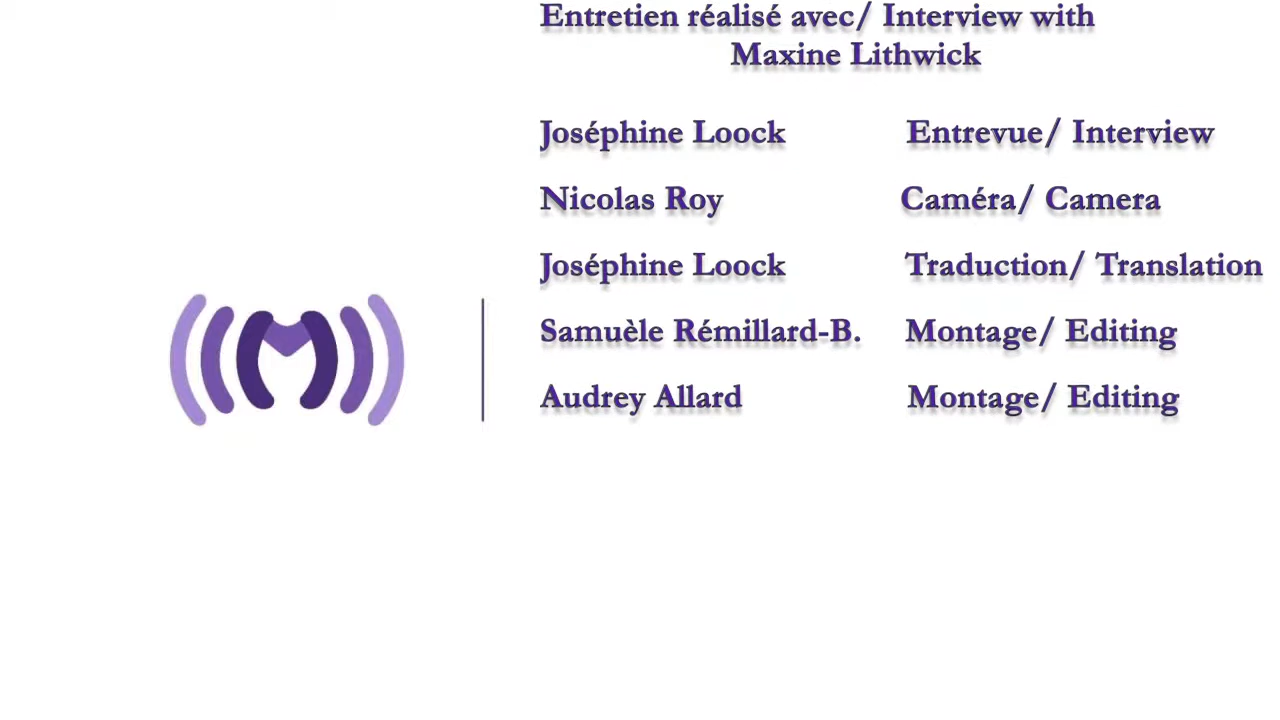 Entretien réalisé avec/ Interview with
Maxine Lithwick
Joséphine Loock Entrevue/ Interview
Nicolas Roy Caméra/ Camera
Joséphine Loock Traduction/ Translation
Samuèle Rémillard-B. Montage/ Editing
Audrey Allard Montage/ Editing